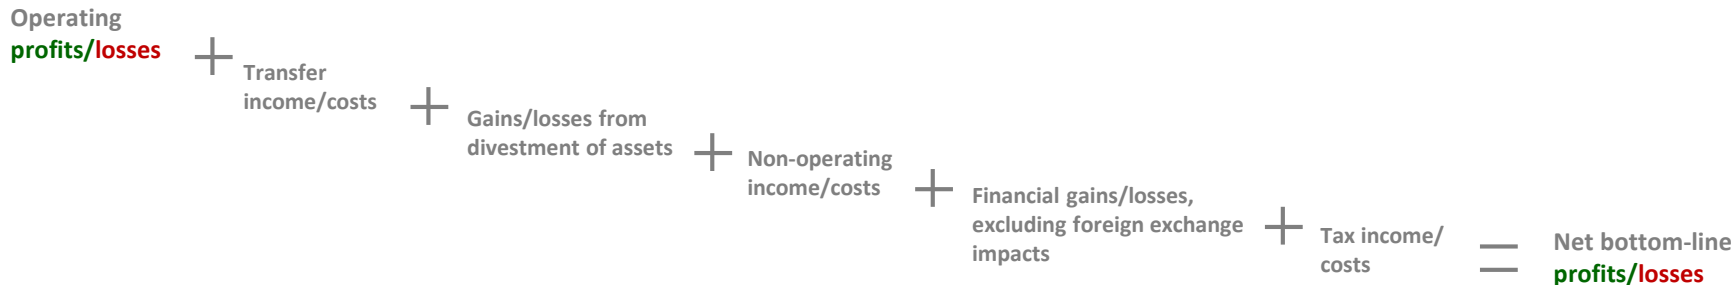 Operating
profits/losses
+
Transfer
income/costs
+
Gains/losses from
divestment of assets
+
Non-operating
income/costs
+
Financial gains/losses,
excluding foreign exchange
impacts
+
Tax income/
costs
=
Net bottom-line
profits/losses